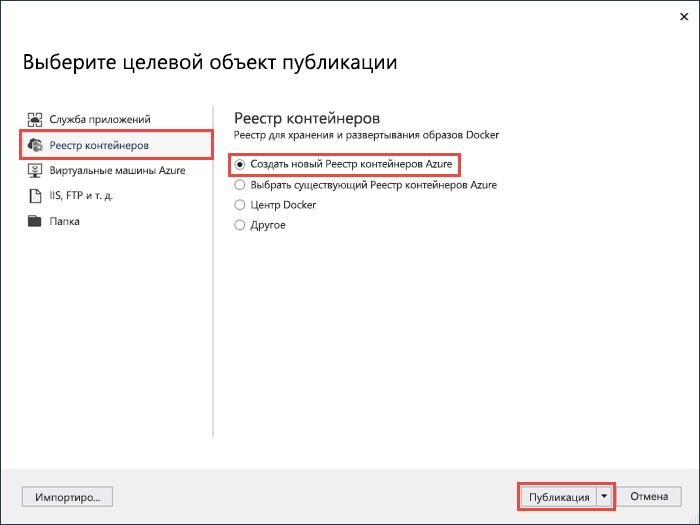 Выберите целевой объект публикации
Служба приложений
Реестр контейнеров
Виртуальные машины Azure
IIS, FTP и т. д.
Папка
Реестр контейнеров
Реестр для хранения и развертывания образов Docker
Создать новый Реестр контейнеров Azure
Выбрать существующий Реестр контейнеров Azure
Центр Docker
Другое
Импортиро...
Публикация
Отмена